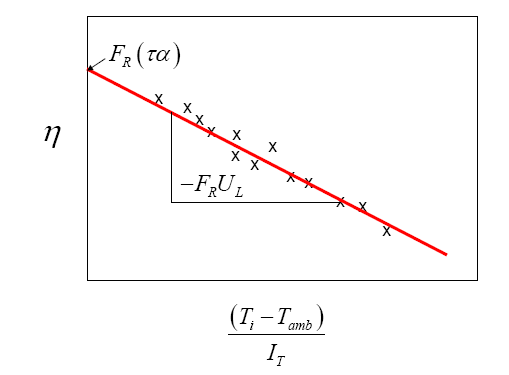 F_R (τα)
η
−F_R U_L
(T_i − T_amb)
I_T